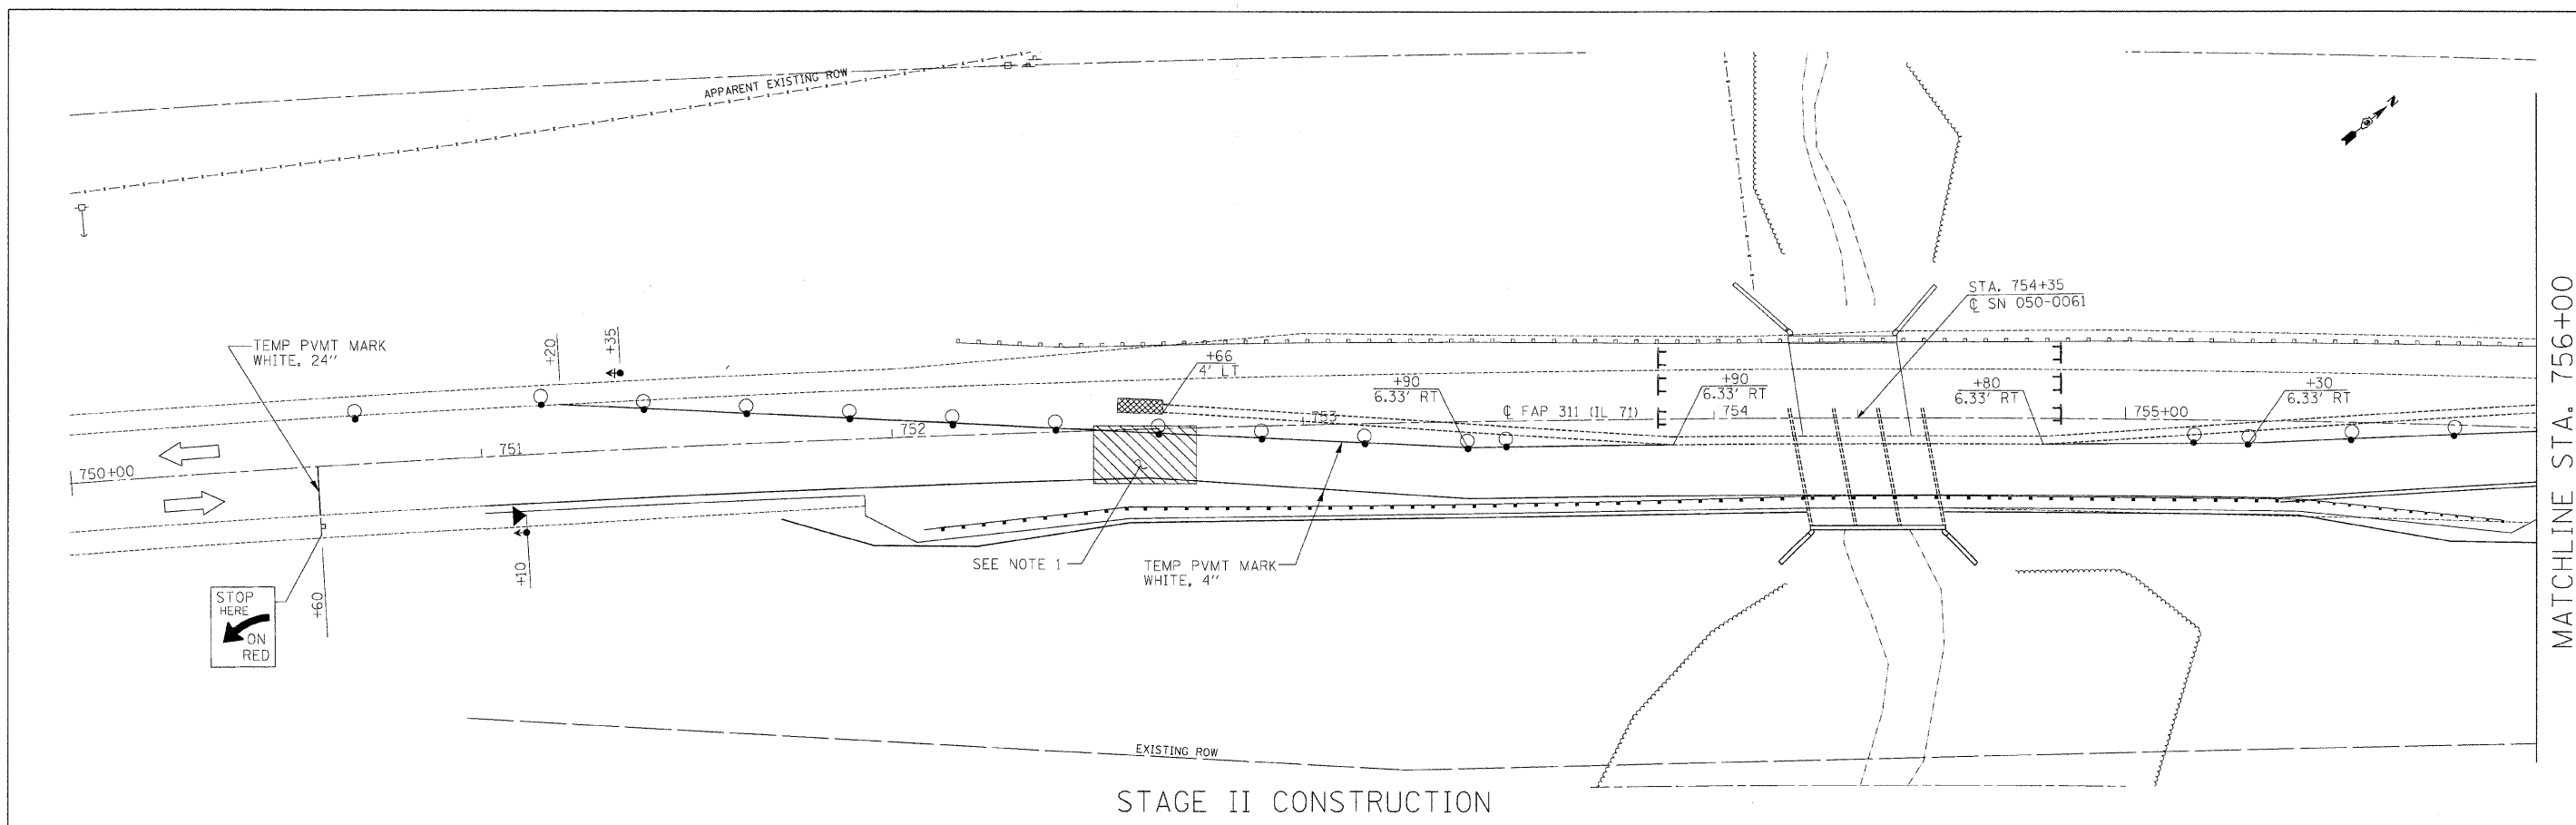 APPARENT EXISTING ROW
N
STA. 754+35
℄ SN 050-0061
TEMP PVMT MARK
WHITE, 24"
+20
+35
+66
4' LT
+90
6.33' RT
℄ FAP 311 (IL 71)
+90
6.33' RT
754
+80
6.33' RT
755+00
+30
6.33' RT
750+00
751
752
753
SEE NOTE 1
TEMP PVMT MARK
WHITE, 4"
+10
+60
STOP
HERE
ON
RED
EXISTING ROW
STAGE II CONSTRUCTION
MATCHLINE STA. 756+00